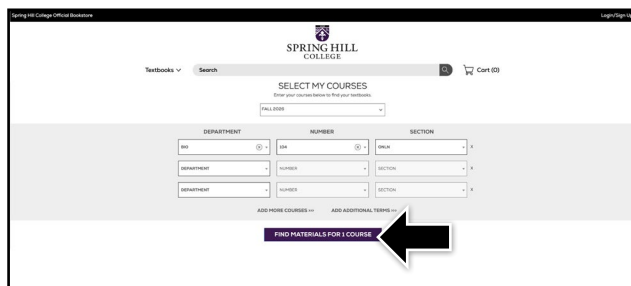 Spring Hill College Official Bookstore
Login/Sign Up
SPRING HILL
COLLEGE
Textbooks
Search
Cart (0)
SELECT MY COURSES
Enter your courses below to find your textbooks.
FALL 2025
DEPARTMENT NUMBER SECTION
BIO 104 ONLN x
DEPARTMENT NUMBER SECTION x
DEPARTMENT NUMBER SECTION x
ADD MORE COURSES >> ADD ADDITIONAL TERMS >>
FIND MATERIALS FOR 1 COURSE